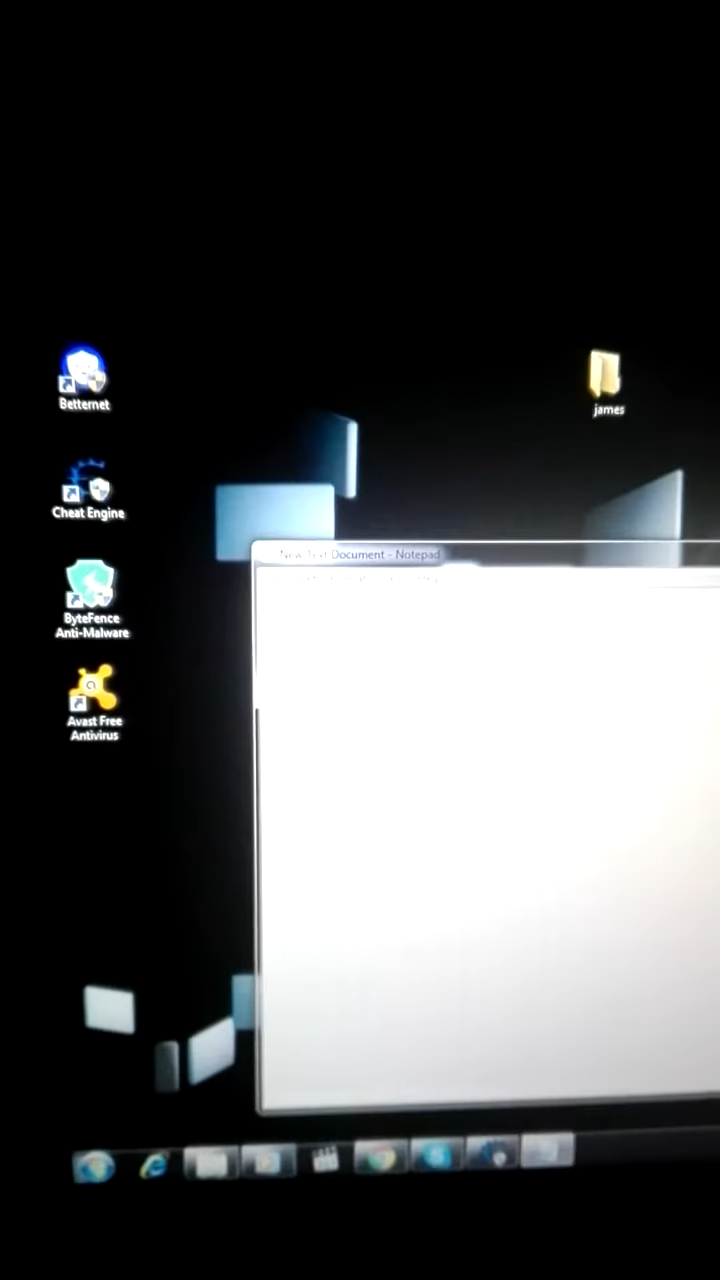 Betternet
james
Cheat Engine
New Text Document - Notepad
ByteFence
Anti-Malware
Avast Free
Antivirus